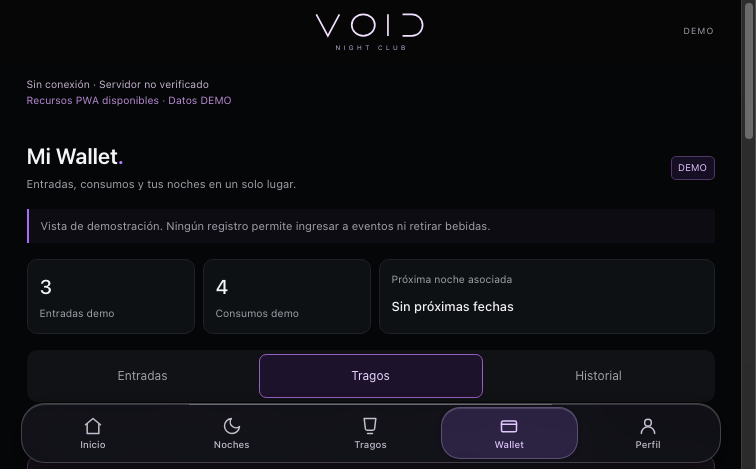 VOID
NIGHT CLUB
DEMO
Sin conexión · Servidor no verificado
Recursos PWA disponibles · Datos DEMO
Mi Wallet.
DEMO
Entradas, consumos y tus noches en un solo lugar.
Vista de demostración. Ningún registro permite ingresar a eventos ni retirar bebidas.
3
Entradas demo
4
Consumos demo
Próxima noche asociada
Sin próximas fechas
Entradas
Tragos
Historial
Inicio
Noches
Tragos
Wallet
Perfil